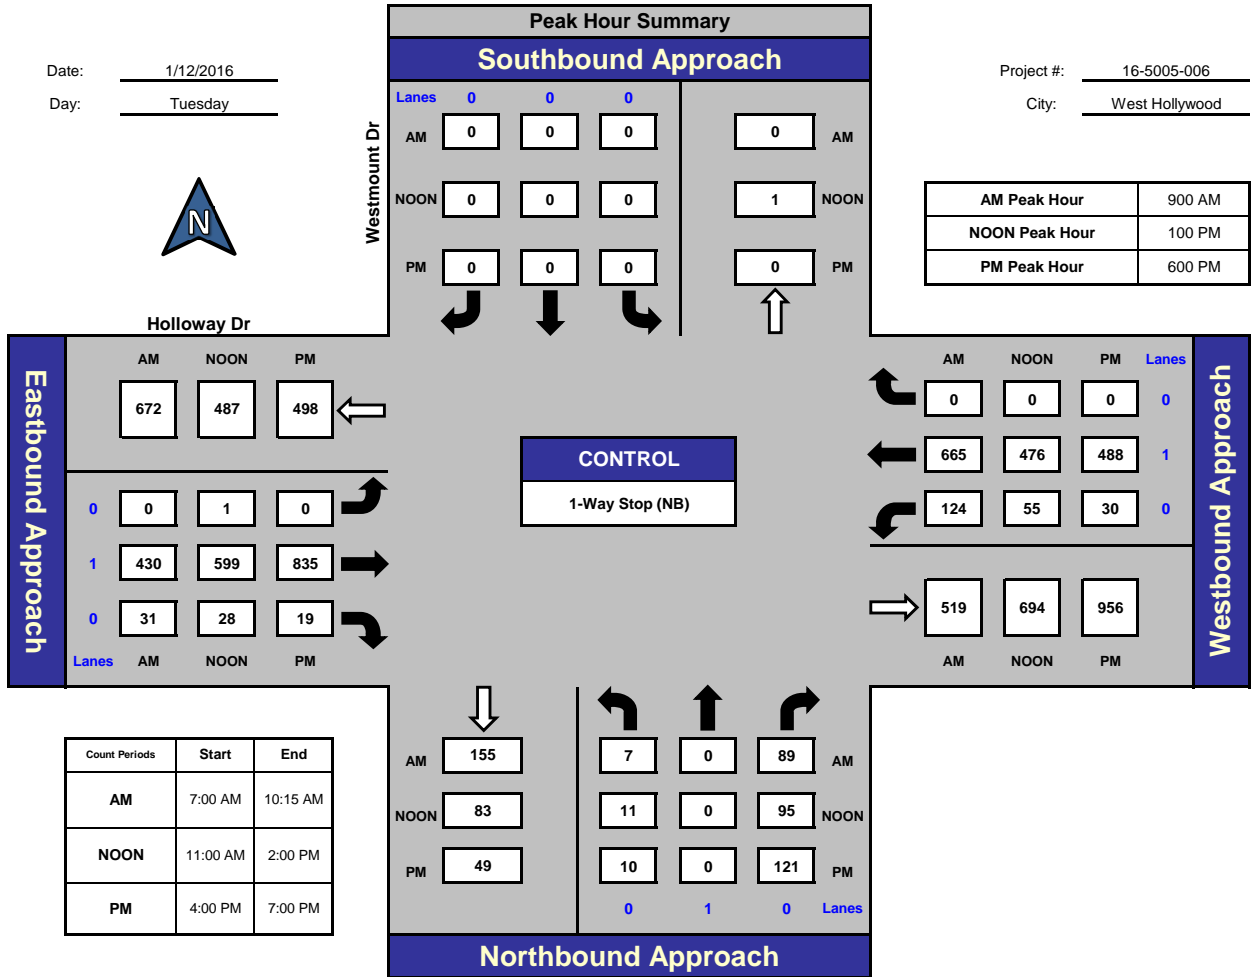 Peak Hour Summary
Southbound Approach
Date: 1/12/2016
Day: Tuesday
Project #: 16-5005-006
City: West Hollywood
Westmount Dr
Lanes 0 0 0
AM 0 0 0 0 AM
NOON 0 0 0 1 NOON
PM 0 0 0 0 PM
N
AM Peak Hour 900 AM
NOON Peak Hour 100 PM
PM Peak Hour 600 PM
Holloway Dr
Eastbound Approach
AM NOON PM
672 487 498
0 0 1 0
1 430 599 835
0 31 28 19
Lanes AM NOON PM
CONTROL
1-Way Stop (NB)
AM NOON PM Lanes
0 0 0 0
665 476 488 1
124 55 30 0
519 694 956
AM NOON PM
Westbound Approach
Count Periods Start End
AM 7:00 AM 10:15 AM
NOON 11:00 AM 2:00 PM
PM 4:00 PM 7:00 PM
AM 155 7 0 89 AM
NOON 83 11 0 95 NOON
PM 49 10 0 121 PM
0 1 0 Lanes
Northbound Approach